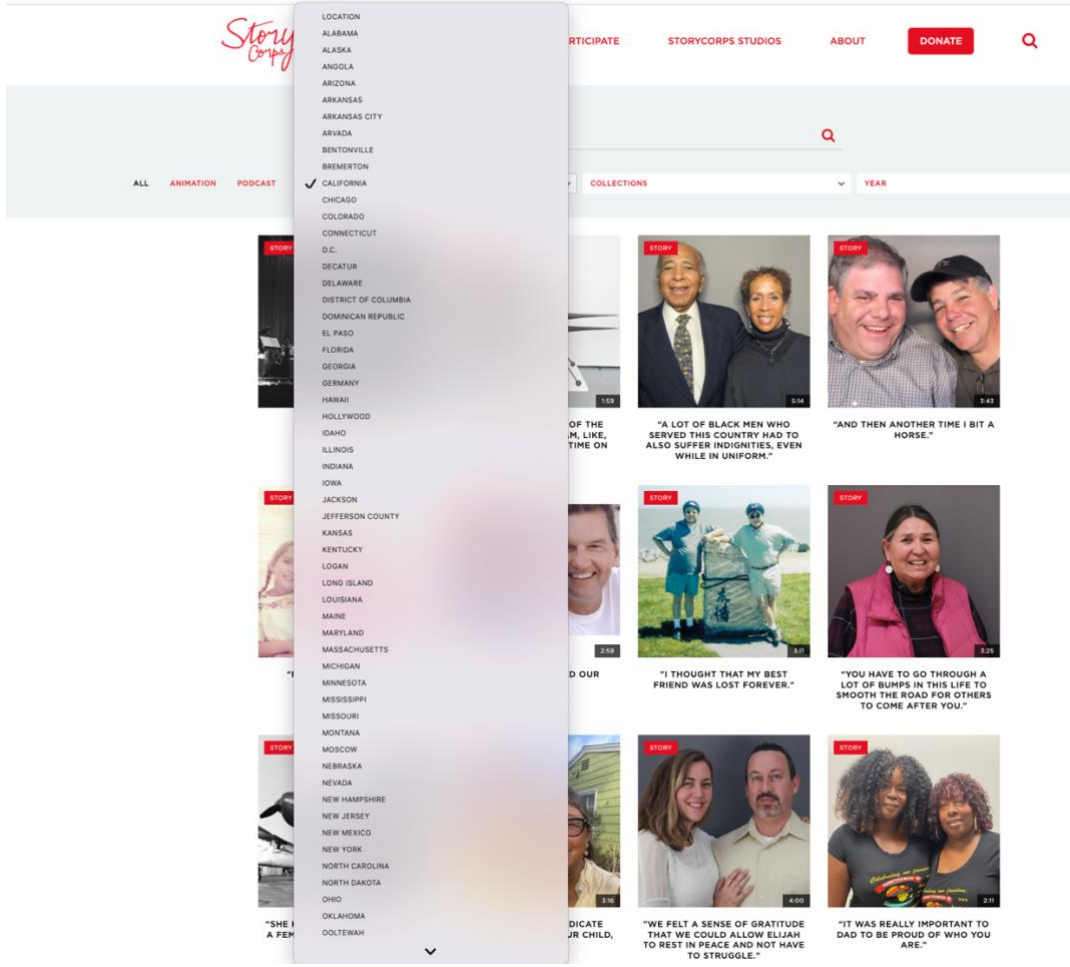 Story
Corps
RTICIPATE
STORYCORPS STUDIOS
ABOUT
DONATE
ALL
ANIMATION
PODCAST
LOCATION
ALABAMA
ALASKA
ANGOLA
ARIZONA
ARKANSAS
ARKANSAS CITY
ARVADA
BENTONVILLE
BREMERTON
CALIFORNIA
CHICAGO
COLORADO
CONNECTICUT
D.C.
DECATUR
DELAWARE
DISTRICT OF COLUMBIA
DOMINICAN REPUBLIC
EL PASO
FLORIDA
GEORGIA
GERMANY
HAWAII
HOLLYWOOD
IDAHO
ILLINOIS
INDIANA
IOWA
JACKSON
JEFFERSON COUNTY
KANSAS
KENTUCKY
LOGAN
LONG ISLAND
LOUISIANA
MAINE
MARYLAND
MASSACHUSETTS
MICHIGAN
MINNESOTA
MISSISSIPPI
MISSOURI
MONTANA
MOSCOW
NEBRASKA
NEVADA
NEW HAMPSHIRE
NEW JERSEY
NEW MEXICO
NEW YORK
NORTH CAROLINA
NORTH DAKOTA
OHIO
OKLAHOMA
OOLTEWAH
COLLECTIONS
YEAR
STORY
1:59
OF THE
M, LIKE,
TIME ON
STORY
3:14
"A LOT OF BLACK MEN WHO
SERVED THIS COUNTRY HAD TO
ALSO SUFFER INDIGNITIES, EVEN
WHILE IN UNIFORM."
STORY
3:43
"AND THEN ANOTHER TIME I BIT A
HORSE."
STORY
2:59
D OUR
STORY
友情
3:11
"I THOUGHT THAT MY BEST
FRIEND WAS LOST FOREVER."
STORY
3:25
"YOU HAVE TO GO THROUGH A
LOT OF BUMPS IN THIS LIFE TO
SMOOTH THE ROAD FOR OTHERS
TO COME AFTER YOU."
STORY
"SHE
A FEM
3:16
DICATE
UR CHILD,
STORY
4:00
"WE FELT A SENSE OF GRATITUDE
THAT WE COULD ALLOW ELIJAH
TO REST IN PEACE AND NOT HAVE
TO STRUGGLE."
STORY
2:11
"IT WAS REALLY IMPORTANT TO
DAD TO BE PROUD OF WHO YOU
ARE."